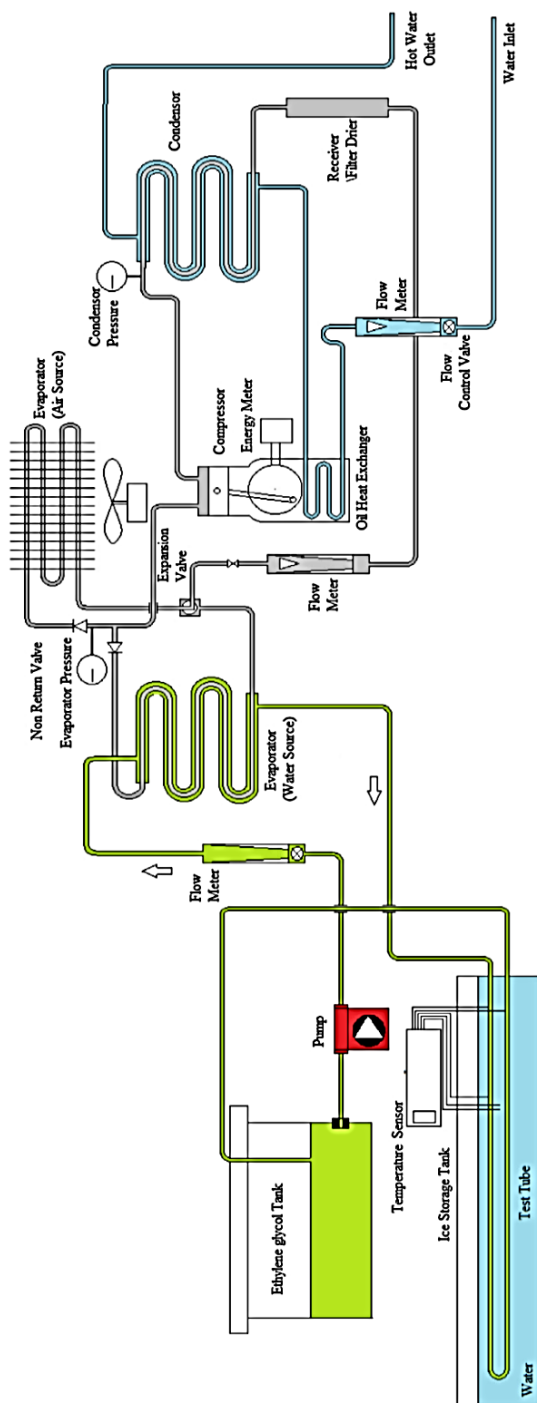 Hot Water
Outlet
Water Inlet
Condensor
Receiver
\Filter Drier
Condensor
Pressure
Flow
Meter
Flow
Control Valve
Evaporator
(Air Source)
Compressor
Energy Meter
Oil Heat Exchanger
Expansion
Valve
Flow
Meter
Non Return Valve
Evaporator Pressure
Evaporator
(Water Source)
Flow
Meter
Pump
Ethylene glycol Tank
Temperature Sensor
Ice Storage Tank
Test Tube
Water